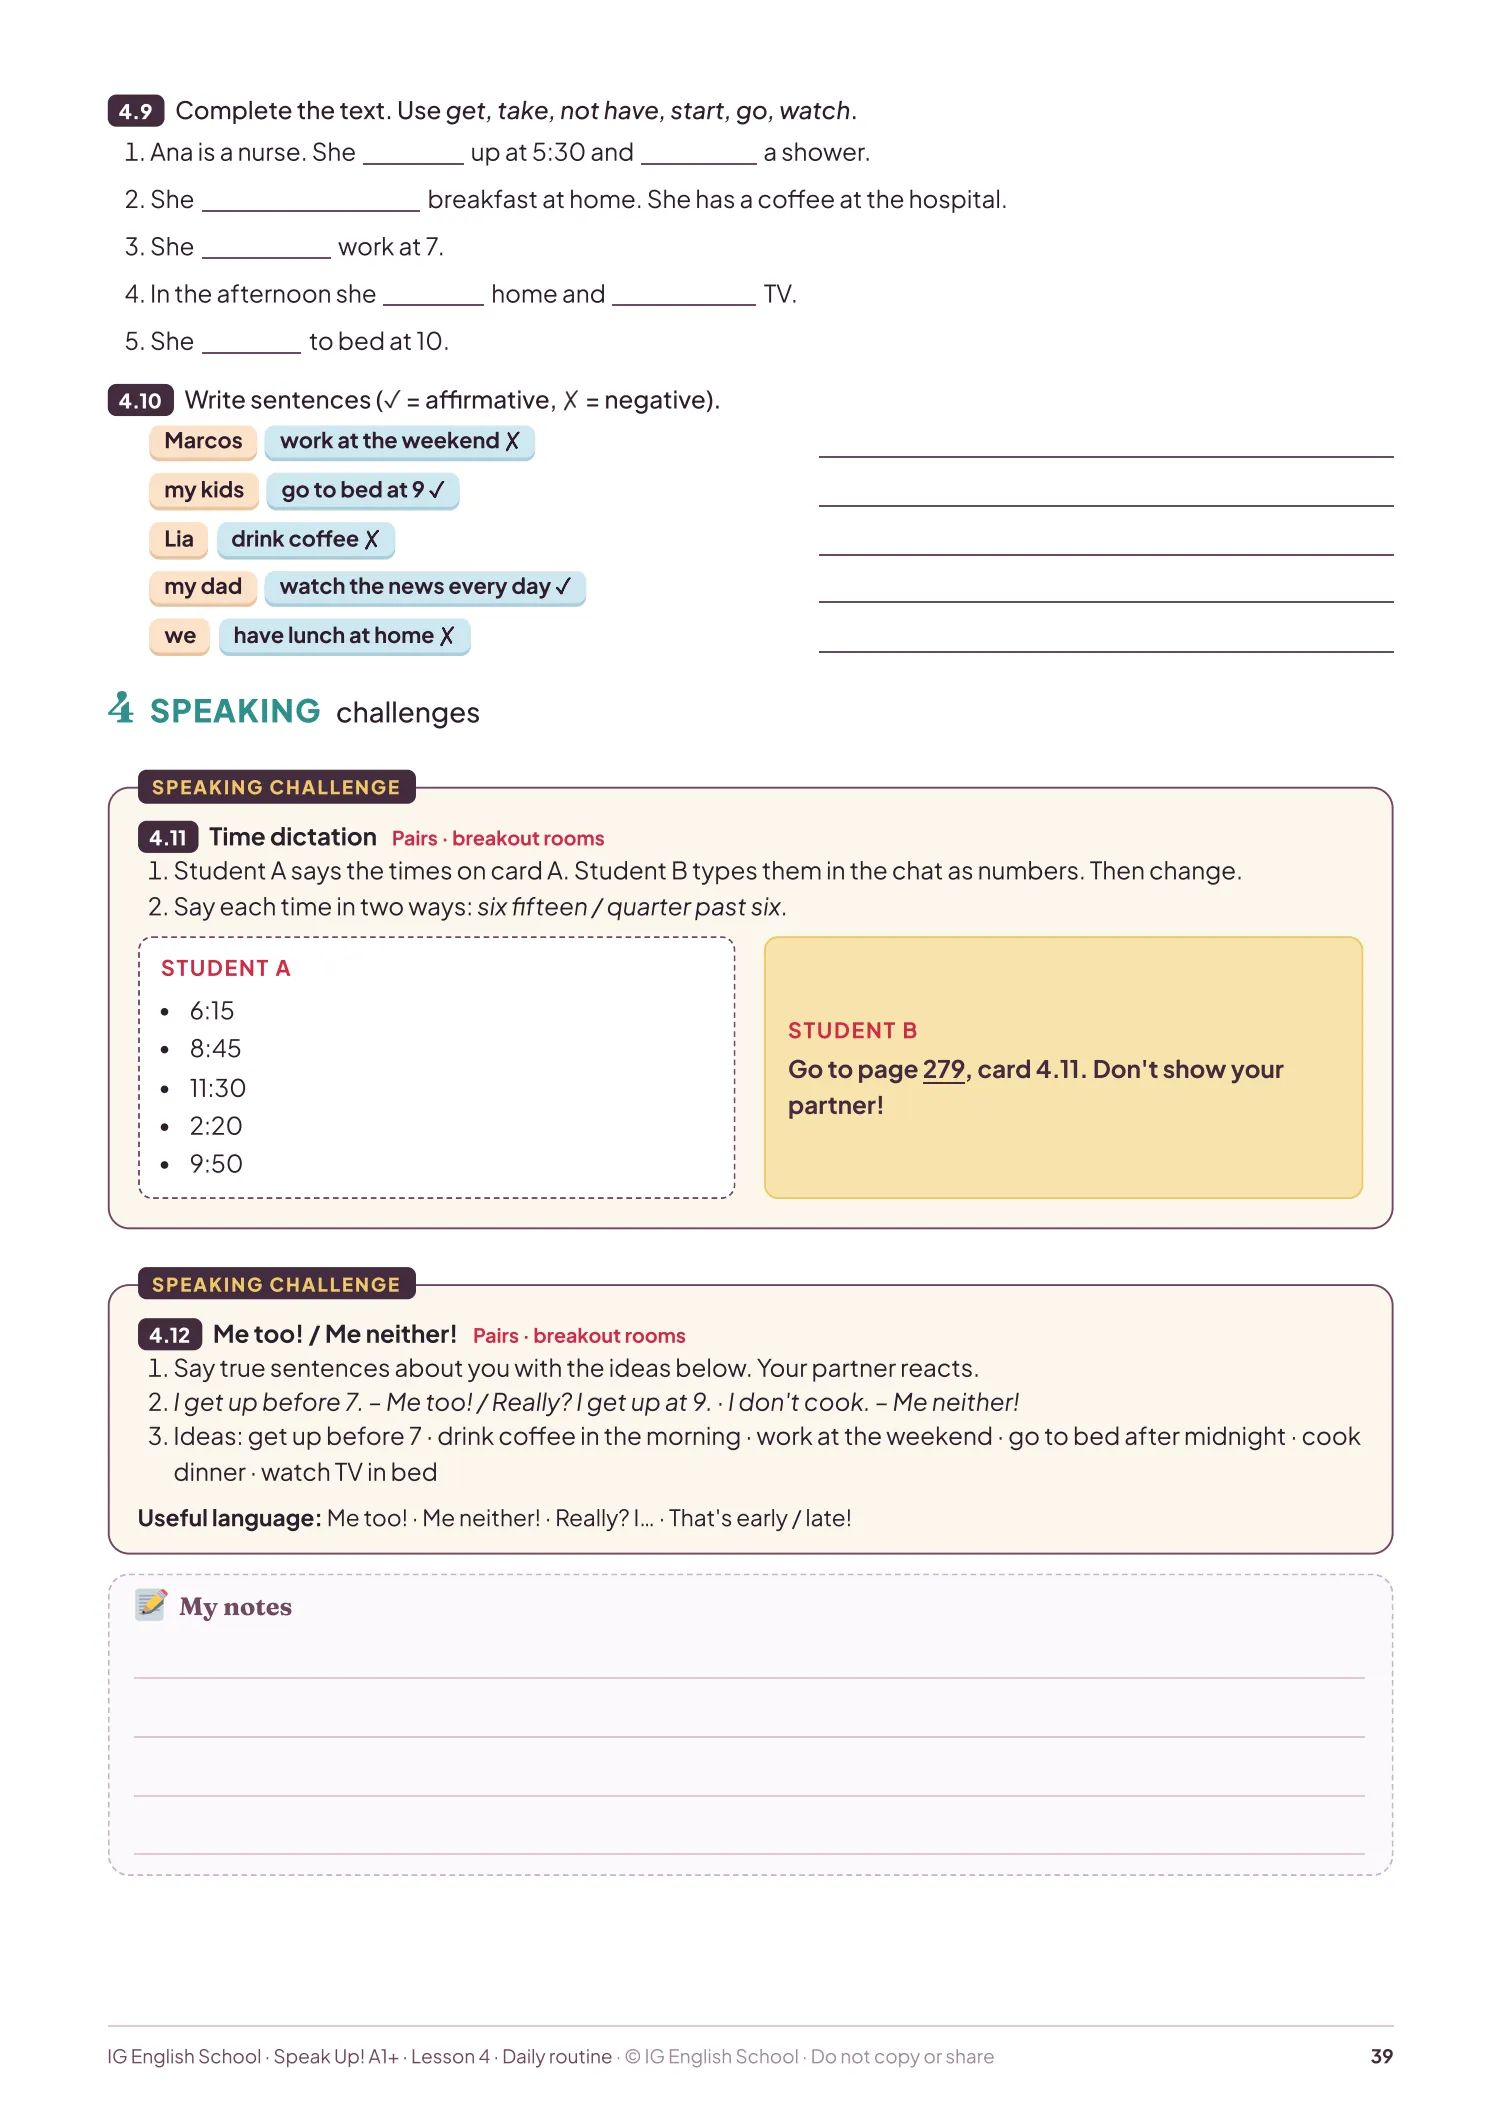 4.9 Complete the text. Use get, take, not have, start, go, watch.
1. Ana is a nurse. She ________ up at 5:30 and ________ a shower.
2. She ________ breakfast at home. She has a coffee at the hospital.
3. She ________ work at 7.
4. In the afternoon she ________ home and ________ TV.
5. She ________ to bed at 10.
4.10 Write sentences (✓ = affirmative, ✗ = negative).
Marcos work at the weekend ✗
my kids go to bed at 9 ✓
Lia drink coffee ✗
my dad watch the news every day ✓
we have lunch at home ✗
4 SPEAKING challenges
SPEAKING CHALLENGE
4.11 Time dictation Pairs · breakout rooms
1. Student A says the times on card A. Student B types them in the chat as numbers. Then change.
2. Say each time in two ways: six fifteen / quarter past six.
STUDENT A
• 6:15
• 8:45
• 11:30
• 2:20
• 9:50
STUDENT B
Go to page 279, card 4.11. Don't show your
partner!
SPEAKING CHALLENGE
4.12 Me too! / Me neither! Pairs · breakout rooms
1. Say true sentences about you with the ideas below. Your partner reacts.
2. I get up before 7. – Me too! / Really? I get up at 9. · I don't cook. – Me neither!
3. Ideas: get up before 7 · drink coffee in the morning · work at the weekend · go to bed after midnight · cook
dinner · watch TV in bed
Useful language: Me too! · Me neither! · Really? I… · That's early / late!
My notes
IG English School · Speak Up! A1+ · Lesson 4 · Daily routine · © IG English School · Do not copy or share 39